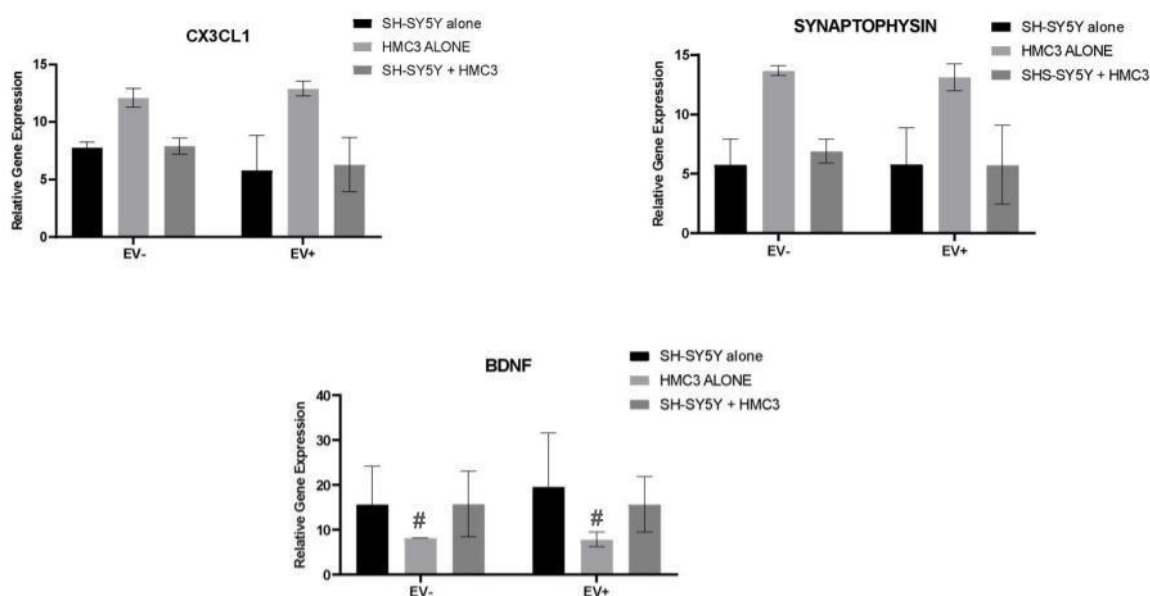 CX3CL1
SH-SY5Y alone
HMC3 ALONE
SH-SY5Y + HMC3
Relative Gene Expression
15
10
5
0
EV-
EV+
SYNAPTOPHYSIN
SH-SY5Y alone
HMC3 ALONE
SHS-SY5Y + HMC3
Relative Gene Expression
15
10
5
0
EV-
EV+
BDNF
SH-SY5Y alone
HMC3 ALONE
SH-SY5Y + HMC3
Relative Gene Expression
40
30
20
10
0
#
#
EV-
EV+